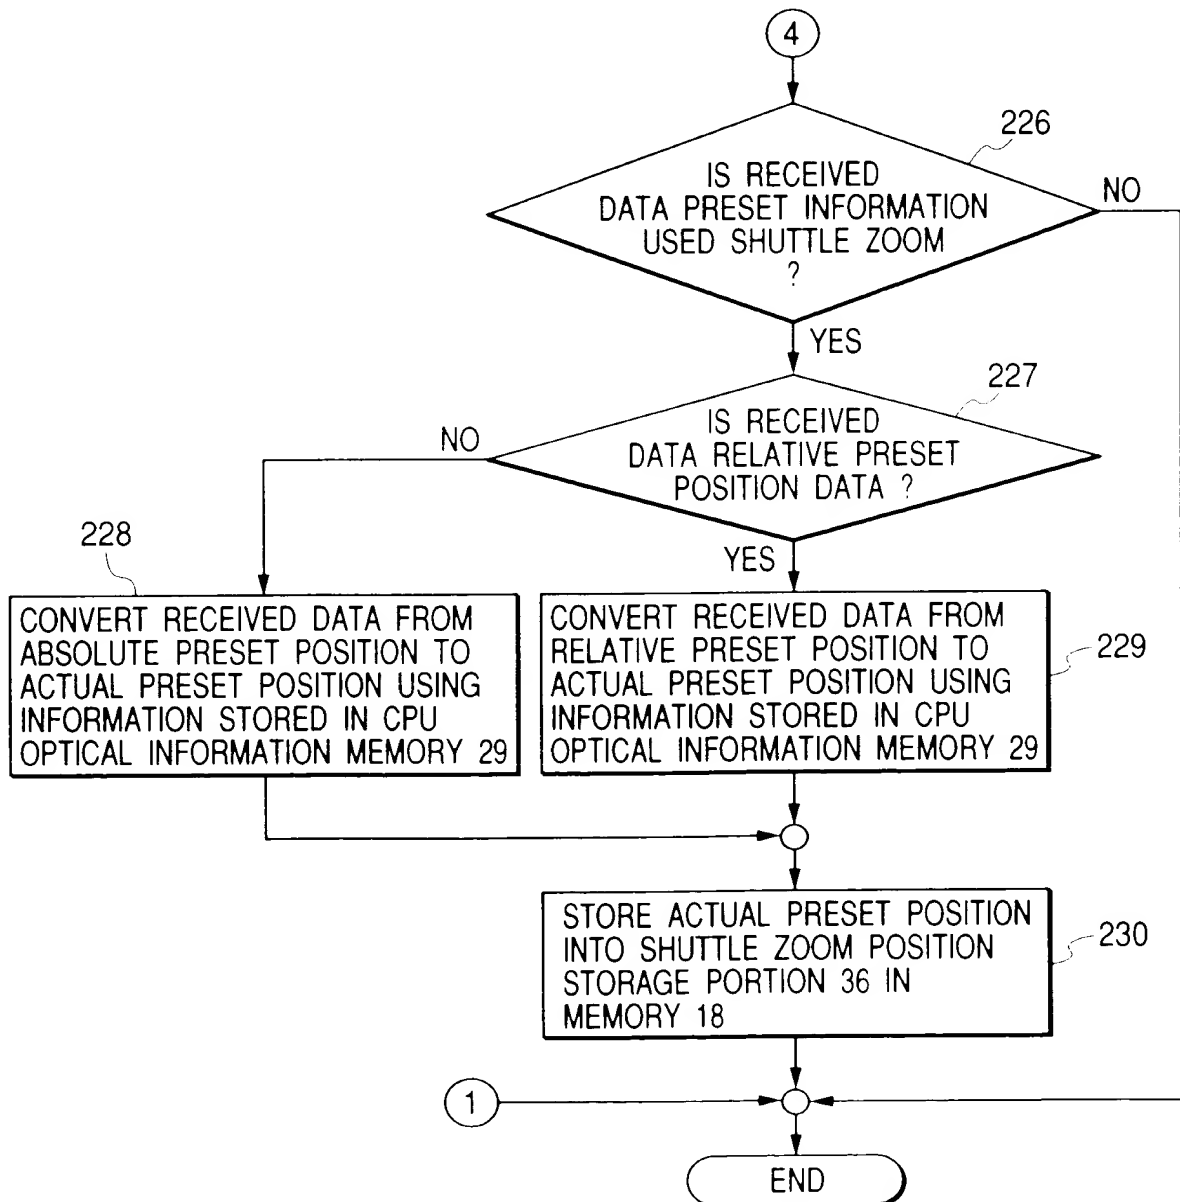 4
226
IS RECEIVED
DATA PRESET INFORMATION
USED SHUTTLE ZOOM
?
NO
YES
227
IS RECEIVED
DATA RELATIVE PRESET
POSITION DATA ?
NO
YES
228
CONVERT RECEIVED DATA FROM
ABSOLUTE PRESET POSITION TO
ACTUAL PRESET POSITION USING
INFORMATION STORED IN CPU
OPTICAL INFORMATION MEMORY 29
CONVERT RECEIVED DATA FROM
RELATIVE PRESET POSITION TO
ACTUAL PRESET POSITION USING
INFORMATION STORED IN CPU
OPTICAL INFORMATION MEMORY 29
229
STORE ACTUAL PRESET POSITION
INTO SHUTTLE ZOOM POSITION
STORAGE PORTION 36 IN
MEMORY 18
230
1
END